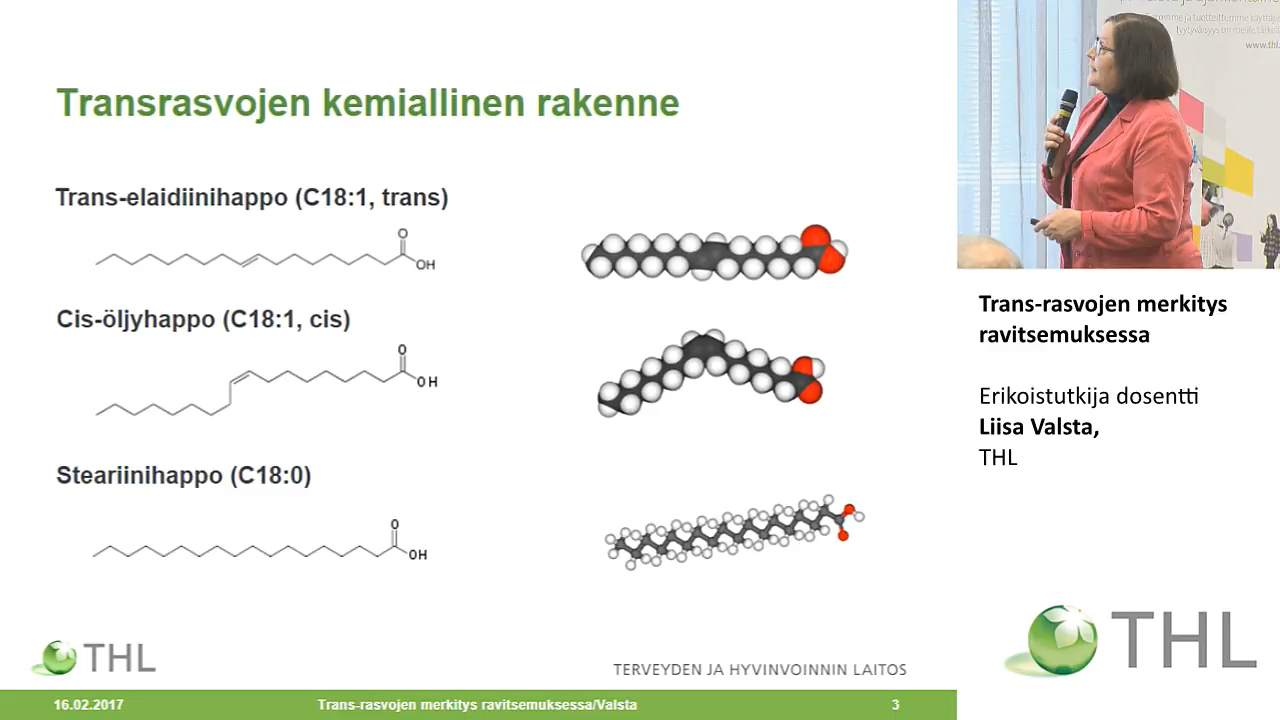 Transrasvojen kemiallinen rakenne
Trans-elaidiinihappo (C18:1, trans)
O
OH
Cis-öljyhappo (C18:1, cis)
O
OH
Steariinihappo (C18:0)
O
OH
THL
TERVEYDEN JA HYVINVOINNIN LAITOS
16.02.2017
Trans-rasvojen merkitys ravitsemuksessa/Valsta
3
www.thl.
Trans-rasvojen merkitys
ravitsemuksessa
Erikoistutkija dosentti
Liisa Valsta,
THL
THL